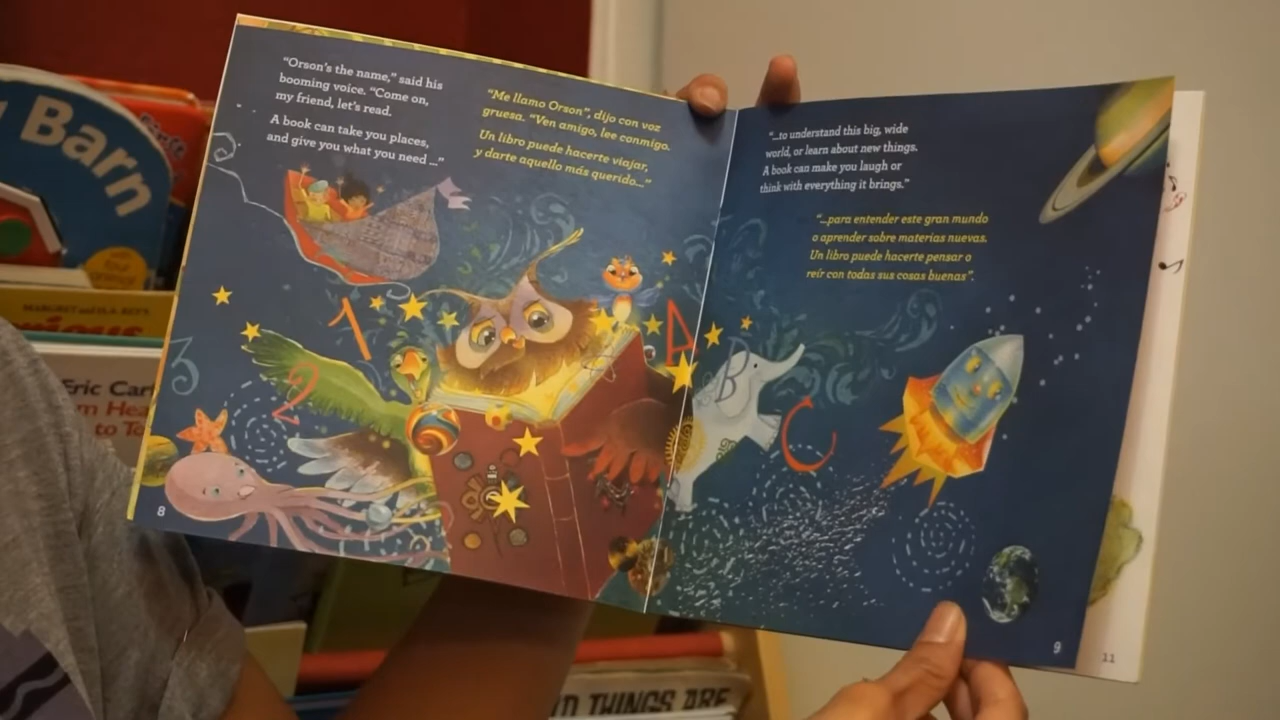 "Orson's the name," said his
booming voice. "Come on,
my friend, let's read.
A book can take you places,
and give you what you need ..."
"Me llamo Orson", dijo con voz
gruesa. "Ven amigo, lee conmigo.
Un libro puede hacerte viajar,
y darte aquello más querido..."
"...to understand this big, wide
world, or learn about new things.
A book can make you laugh or
think with everything it brings."
"...para entender este gran mundo
o aprender sobre materias nuevas.
Un libro puede hacerte pensar o
reír con todas sus cosas buenas".
1
2
3
A
B
C
8
9
11
Barn
MARGRET and H.A. REY'S
Eric Carl
to To
THINGS ARE